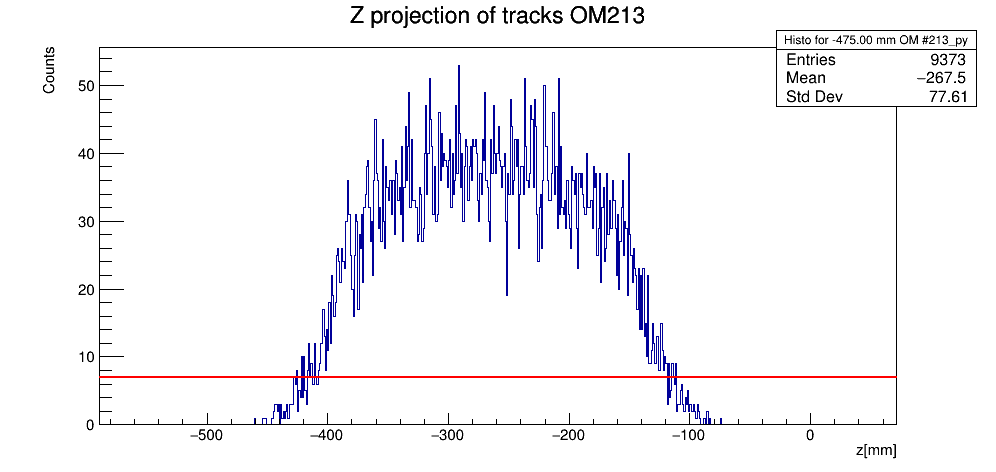 Z projection of tracks OM213
Histo for -475.00 mm OM #213_py
Entries 9373
Mean −267.5
Std Dev 77.61
Counts
50
40
30
20
10
0
−500 −400 −300 −200 −100 0
z[mm]